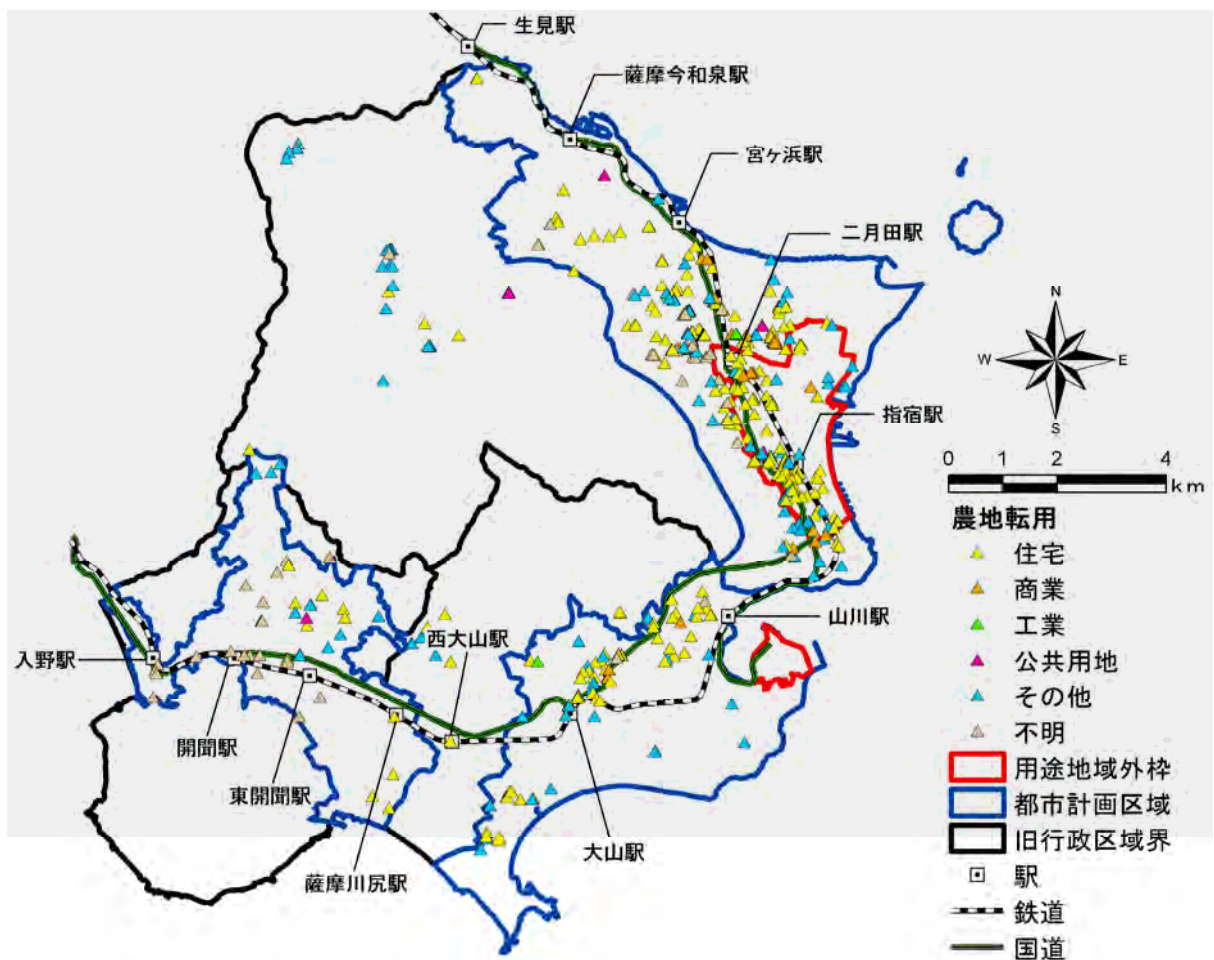 生見駅
薩摩今和泉駅
宮ヶ浜駅
二月田駅
N
W
E
S
指宿駅
0 2 4
km
農地転用
住宅
商業
工業
公共用地
その他
不明
用途地域外枠
都市計画区域
旧行政区域界
駅
鉄道
国道
山川駅
西大山駅
入野駅
開聞駅
東開聞駅
大山駅
薩摩川尻駅